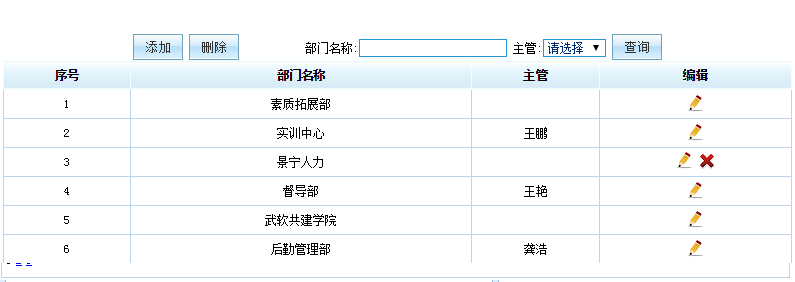 添加 删除 部门名称: 主管: 请选择 查询
序号 部门名称 主管 编辑
1 素质拓展部
2 实训中心 王鹏
3 景宁人力
4 督导部 王艳
5 武软共建学院
6 后勤管理部 龚浩